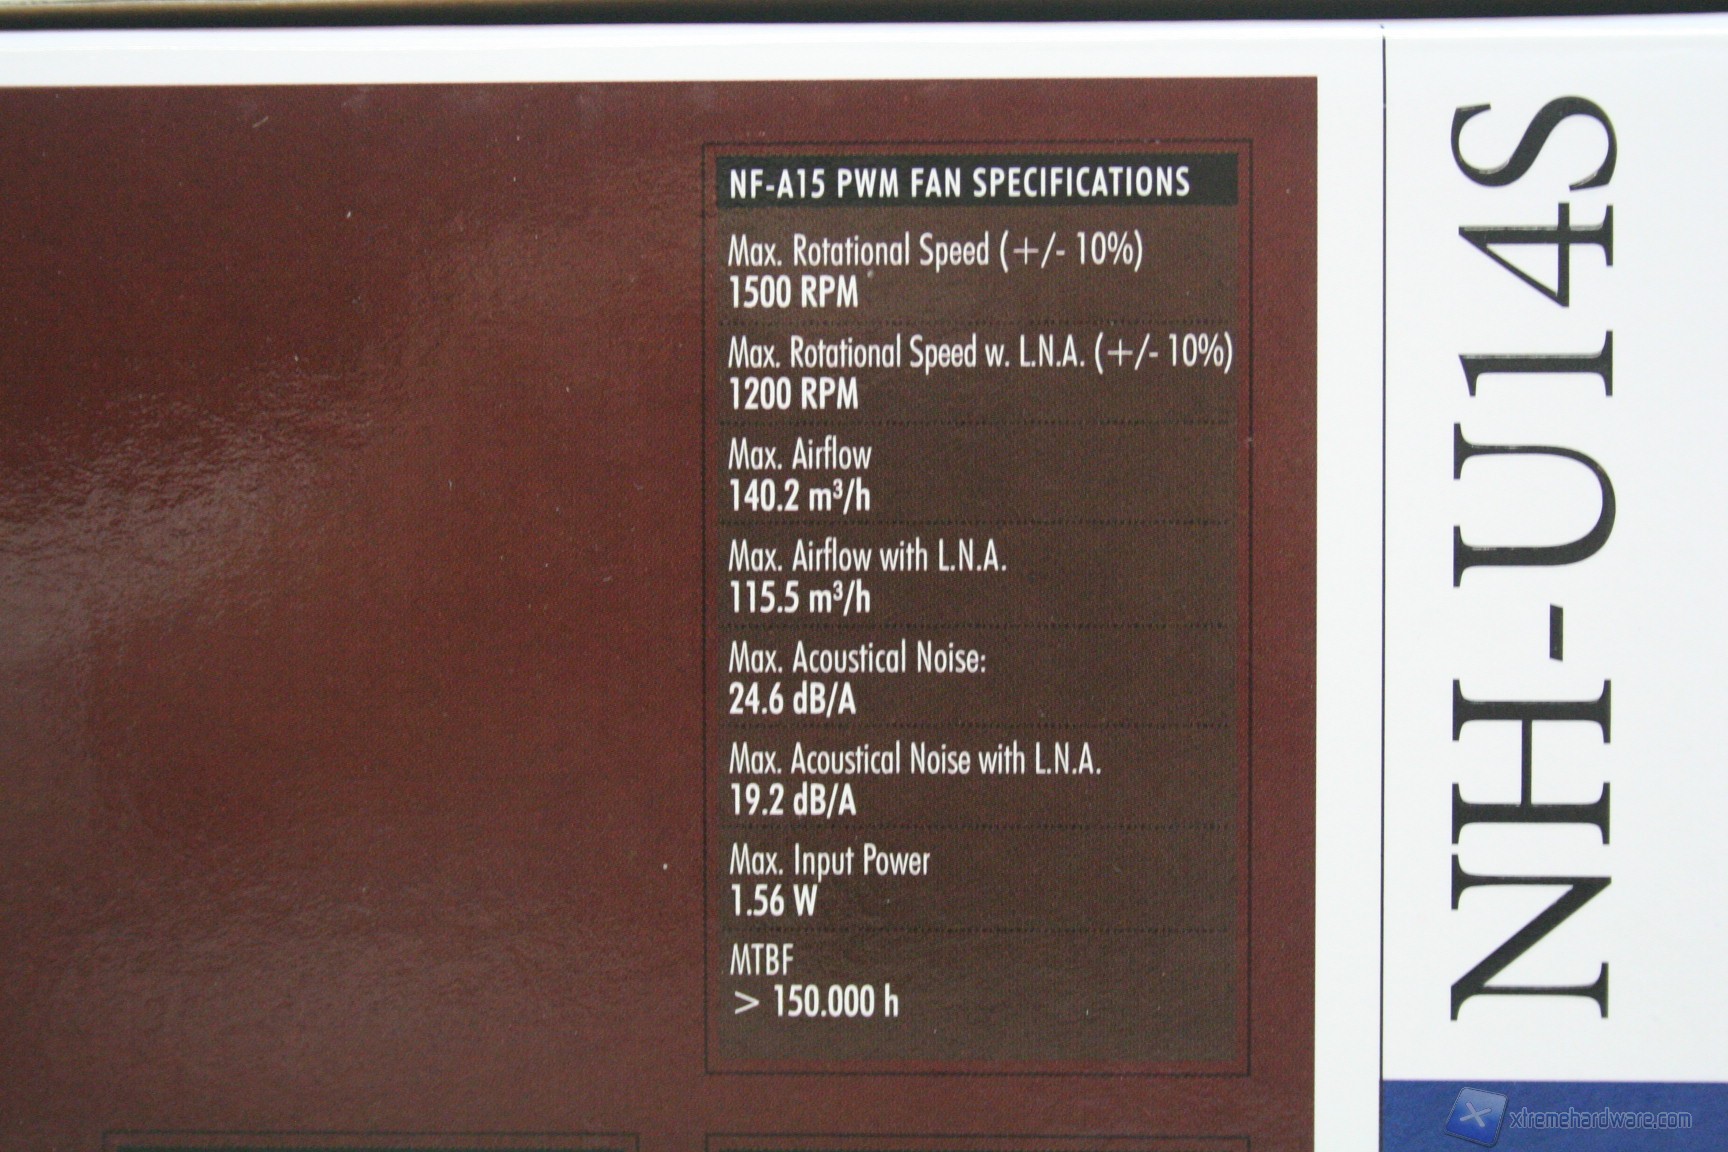 NF-A15 PWM FAN SPECIFICATIONS
Max. Rotational Speed (+/- 10%)
1500 RPM
Max. Rotational Speed w. L.N.A. (+/- 10%)
1200 RPM
Max. Airflow
140.2 m³/h
Max. Airflow with L.N.A.
115.5 m³/h
Max. Acoustical Noise:
24.6 dB/A
Max. Acoustical Noise with L.N.A.
19.2 dB/A
Max. Input Power
1.56 W
MTBF
> 150.000 h
NH-U14S
xtremehardware.com